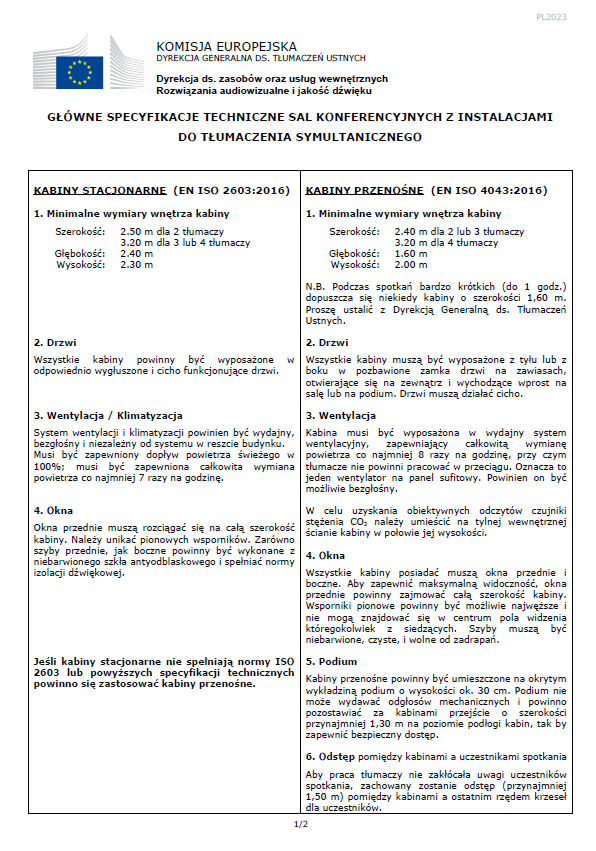 PL2023
KOMISJA EUROPEJSKA
DYREKCJA GENERALNA DS. TŁUMACZEŃ USTNYCH
Dyrekcja ds. zasobów oraz usług wewnętrznych
Rozwiązania audiowizualne i jakość dźwięku
GŁÓWNE SPECYFIKACJE TECHNICZNE SAL KONFERENCYJNYCH Z INSTALACJAMI
DO TŁUMACZENIA SYMULTANICZNEGO
KABINY STACJONARNE (EN ISO 2603:2016)
1. Minimalne wymiary wnętrza kabiny
Szerokość: 2.50 m dla 2 tłumaczy
3.20 m dla 3 lub 4 tłumaczy
Głębokość: 2.40 m
Wysokość: 2.30 m
2. Drzwi
Wszystkie kabiny powinny być wyposażone w
odpowiednio wygłuszone i cicho funkcjonujące drzwi.
3. Wentylacja / Klimatyzacja
System wentylacji i klimatyzacji powinien być wydajny,
bezgłośny i niezależny od systemu w reszcie budynku.
Musi być zapewniony dopływ powietrza świeżego w
100%; musi być zapewniona całkowita wymiana
powietrza co najmniej 7 razy na godzinę.
4. Okna
Okna przednie muszą rozciągać się na całą szerokość
kabiny. Należy unikać pionowych wsporników. Zarówno
szyby przednie, jak boczne powinny być wykonane z
niebarwionego szkła antyodblaskowego i spełniać normy
izolacji dźwiękowej.
Jeśli kabiny stacjonarne nie spełniają normy ISO
2603 lub powyższych specyfikacji technicznych
powinno się zastosować kabiny przenośne.
KABINY PRZENOŚNE (EN ISO 4043:2016)
1. Minimalne wymiary wnętrza kabiny
Szerokość: 2.40 m dla 2 lub 3 tłumaczy
3.20 m dla 4 tłumaczy
Głębokość: 1.60 m
Wysokość: 2.00 m
N.B. Podczas spotkań bardzo krótkich (do 1 godz.)
dopuszcza się niekiedy kabiny o szerokości 1,60 m.
Proszę ustalić z Dyrekcją Generalną ds. Tłumaczeń
Ustnych.
2. Drzwi
Wszystkie kabiny muszą być wyposażone z tyłu lub z
boku w pozbawione zamka drzwi na zawiasach,
otwierające się na zewnątrz i wychodzące wprost na
salę lub na podium. Drzwi muszą działać cicho.
3. Wentylacja
Kabina musi być wyposażona w wydajny system
wentylacyjny, zapewniający całkowitą wymianę
powietrza co najmniej 8 razy na godzinę, przy czym
tłumacze nie powinni pracować w przeciągu. Oznacza to
jeden wentylator na panel sufitowy. Powinien on być
możliwie bezgłośny.
W celu uzyskania obiektywnych odczytów czujniki
stężenia CO₂ należy umieścić na tylnej wewnętrznej
ścianie kabiny w połowie jej wysokości.
4. Okna
Wszystkie kabiny posiadać muszą okna przednie i
boczne. Aby zapewnić maksymalną widoczność, okna
przednie powinny zajmować całą szerokość kabiny.
Wsporniki pionowe powinny być możliwie najwęższe i
nie mogą znajdować się w centrum pola widzenia
któregokolwiek z siedzących. Szyby muszą być
niebarwione, czyste, i wolne od zadrapań.
5. Podium
Kabiny przenośne powinny być umieszczone na okrytym
wykładziną podium o wysokości ok. 30 cm. Podium nie
może wydawać odgłosów mechanicznych i powinno
pozostawiać za kabinami przejście o szerokości
przynajmniej 1,30 m na poziomie podłogi kabin, tak by
zapewnić bezpieczny dostęp.
6. Odstęp pomiędzy kabinami a uczestnikami spotkania
Aby praca tłumaczy nie zakłócała uwagi uczestników
spotkania, zachowany zostanie odstęp (przynajmniej
1,50 m) pomiędzy kabinami a ostatnim rzędem krzeseł
dla uczestników.
1/2